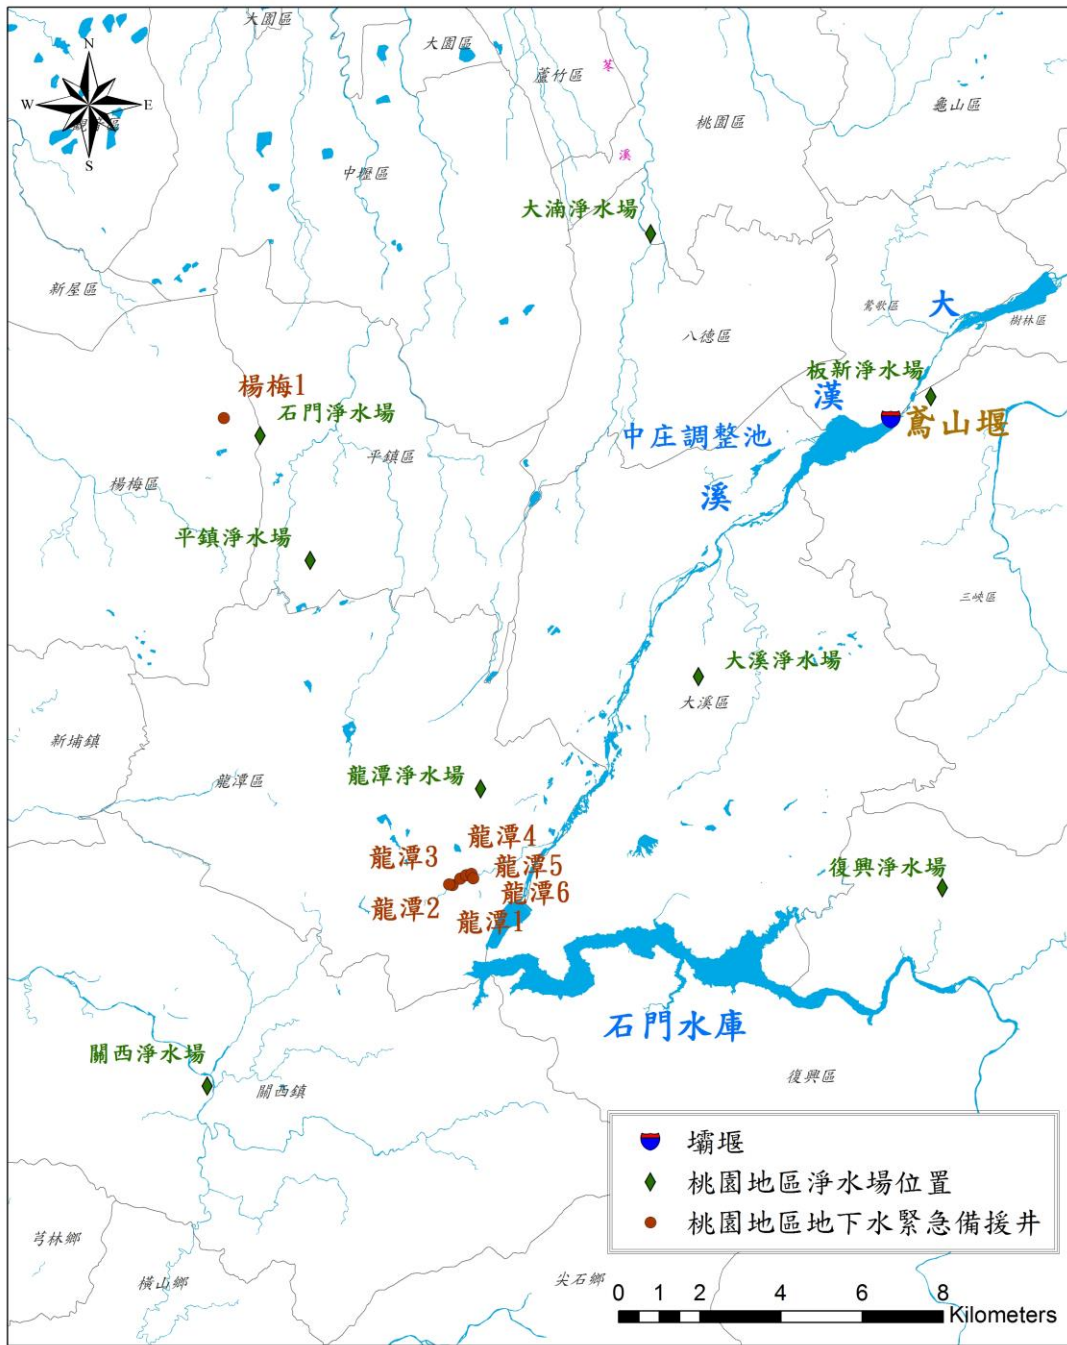 大園區
大園區
蘆竹區
茎
桃園區
龜山區
N
W
E
S
中壢區
溪
大湳淨水場
新屋區
鶯歌區
大
樹林區
八德區
板新淨水場
楊梅1
石門淨水場
漢
鳶山堰
中庄調整池
平鎮區
楊梅區
溪
平鎮淨水場
三峽區
大溪淨水場
大溪區
新埔鎮
龍潭區
龍潭淨水場
龍潭4
龍潭3
龍潭5
復興淨水場
龍潭6
龍潭2
龍潭1
石門水庫
關西淨水場
關西鎮
復興區
壩堰
桃園地區淨水場位置
桃園地區地下水緊急備援井
芎林鄉
橫山鄉
尖石鄉
0 1 2 4 6 8
Kilometers